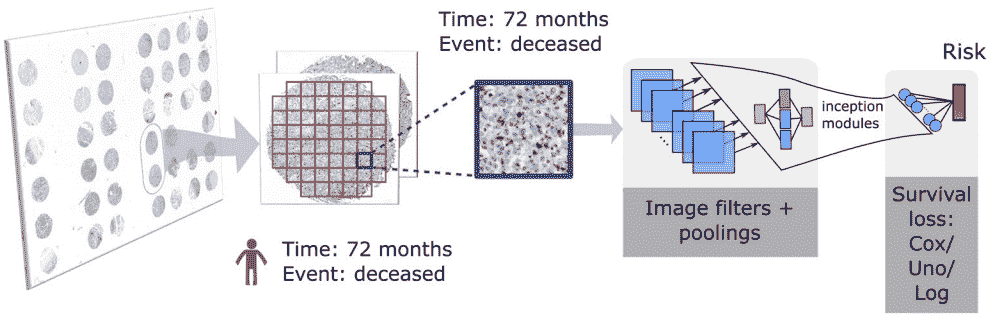 Time: 72 months
Event: deceased
Time: 72 months
Event: deceased
inception
modules
Risk
Image filters +
poolings
Survival
loss:
Cox/
Uno/
Log